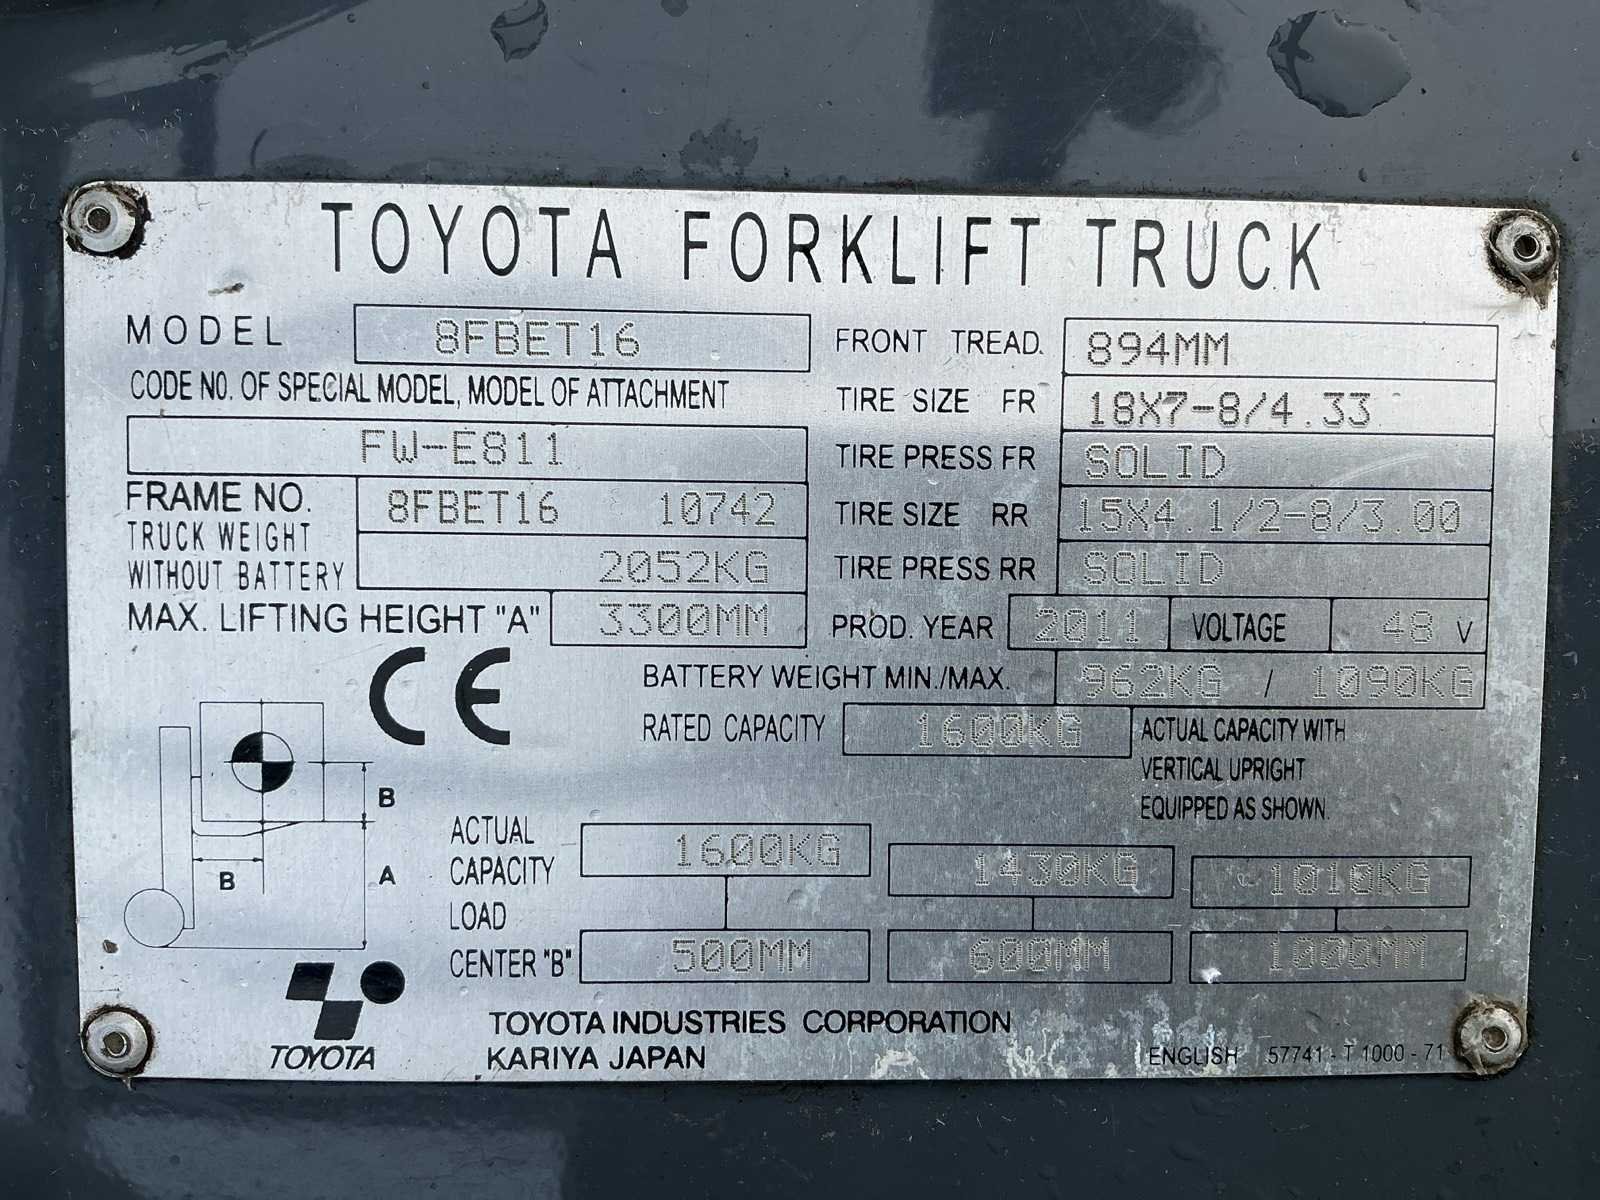 TOYOTA FORKLIFT TRUCK
MODEL 8FBET16
CODE NO. OF SPECIAL MODEL, MODEL OF ATTACHMENT
FW-E811
FRAME NO. 8FBET16 10742
TRUCK WEIGHT
WITHOUT BATTERY 2052KG
MAX. LIFTING HEIGHT "A" 3300MM
FRONT TREAD. 894MM
TIRE SIZE FR 18X7-8/4.33
TIRE PRESS FR SOLID
TIRE SIZE RR 15X4.1/2-8/3.00
TIRE PRESS RR SOLID
PROD. YEAR 2011 VOLTAGE 48 V
BATTERY WEIGHT MIN./MAX. 962KG / 1090KG
RATED CAPACITY 1600KG
ACTUAL CAPACITY WITH
VERTICAL UPRIGHT
EQUIPPED AS SHOWN.
CE
B
B
A
ACTUAL
CAPACITY 1600KG 1430KG 1010KG
LOAD
CENTER "B" 500MM 600MM 1000MM
TOYOTA
TOYOTA INDUSTRIES CORPORATION
KARIYA JAPAN
ENGLISH 57741-T1000-71